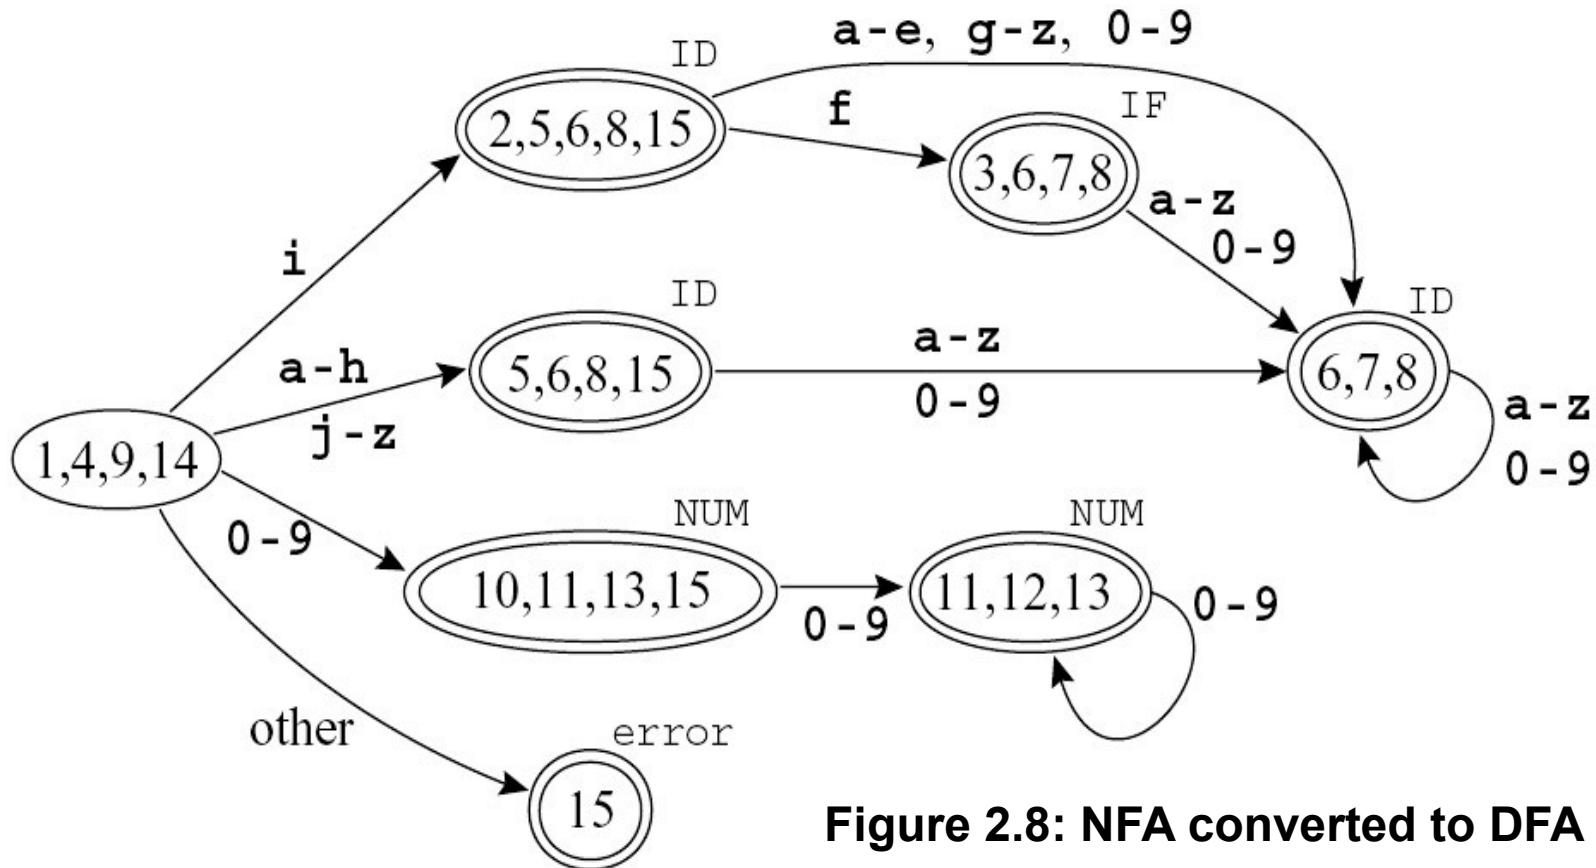 a-e, g-z, 0-9
ID
f
IF
2,5,6,8,15
3,6,7,8
a-z
0-9
i
ID
ID
a-h
5,6,8,15
a-z
6,7,8
0-9
a-z
j-z
0-9
1,4,9,14
NUM
NUM
0-9
10,11,13,15
11,12,13
0-9
0-9
other
error
15
Figure 2.8: NFA converted to DFA